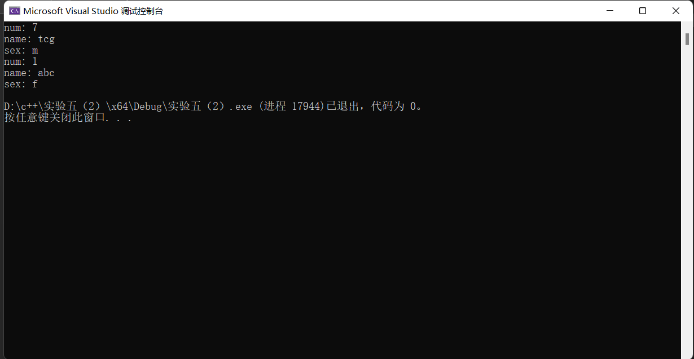 Microsoft Visual Studio 调试控制台
num: 7
name: tcg
sex: m
num: 1
name: abc
sex: f
D:\c++\实验五（2）\x64\Debug\实验五（2）.exe (进程 17944)已退出，代码为 0。
按任意键关闭此窗口. . .